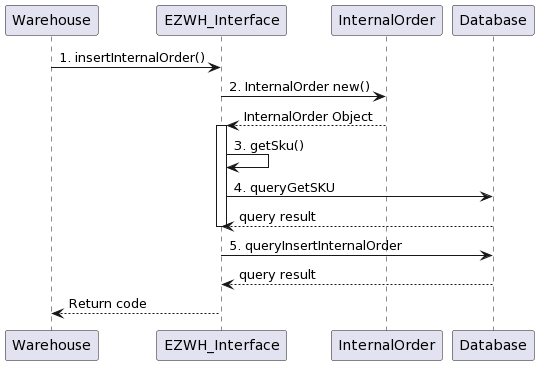 Warehouse
EZWH_Interface
InternalOrder
Database
1. insertInternalOrder()
2. InternalOrder new()
InternalOrder Object
3. getSku()
4. queryGetSKU
query result
5. queryInsertInternalOrder
query result
Return code
Warehouse
EZWH_Interface
InternalOrder
Database